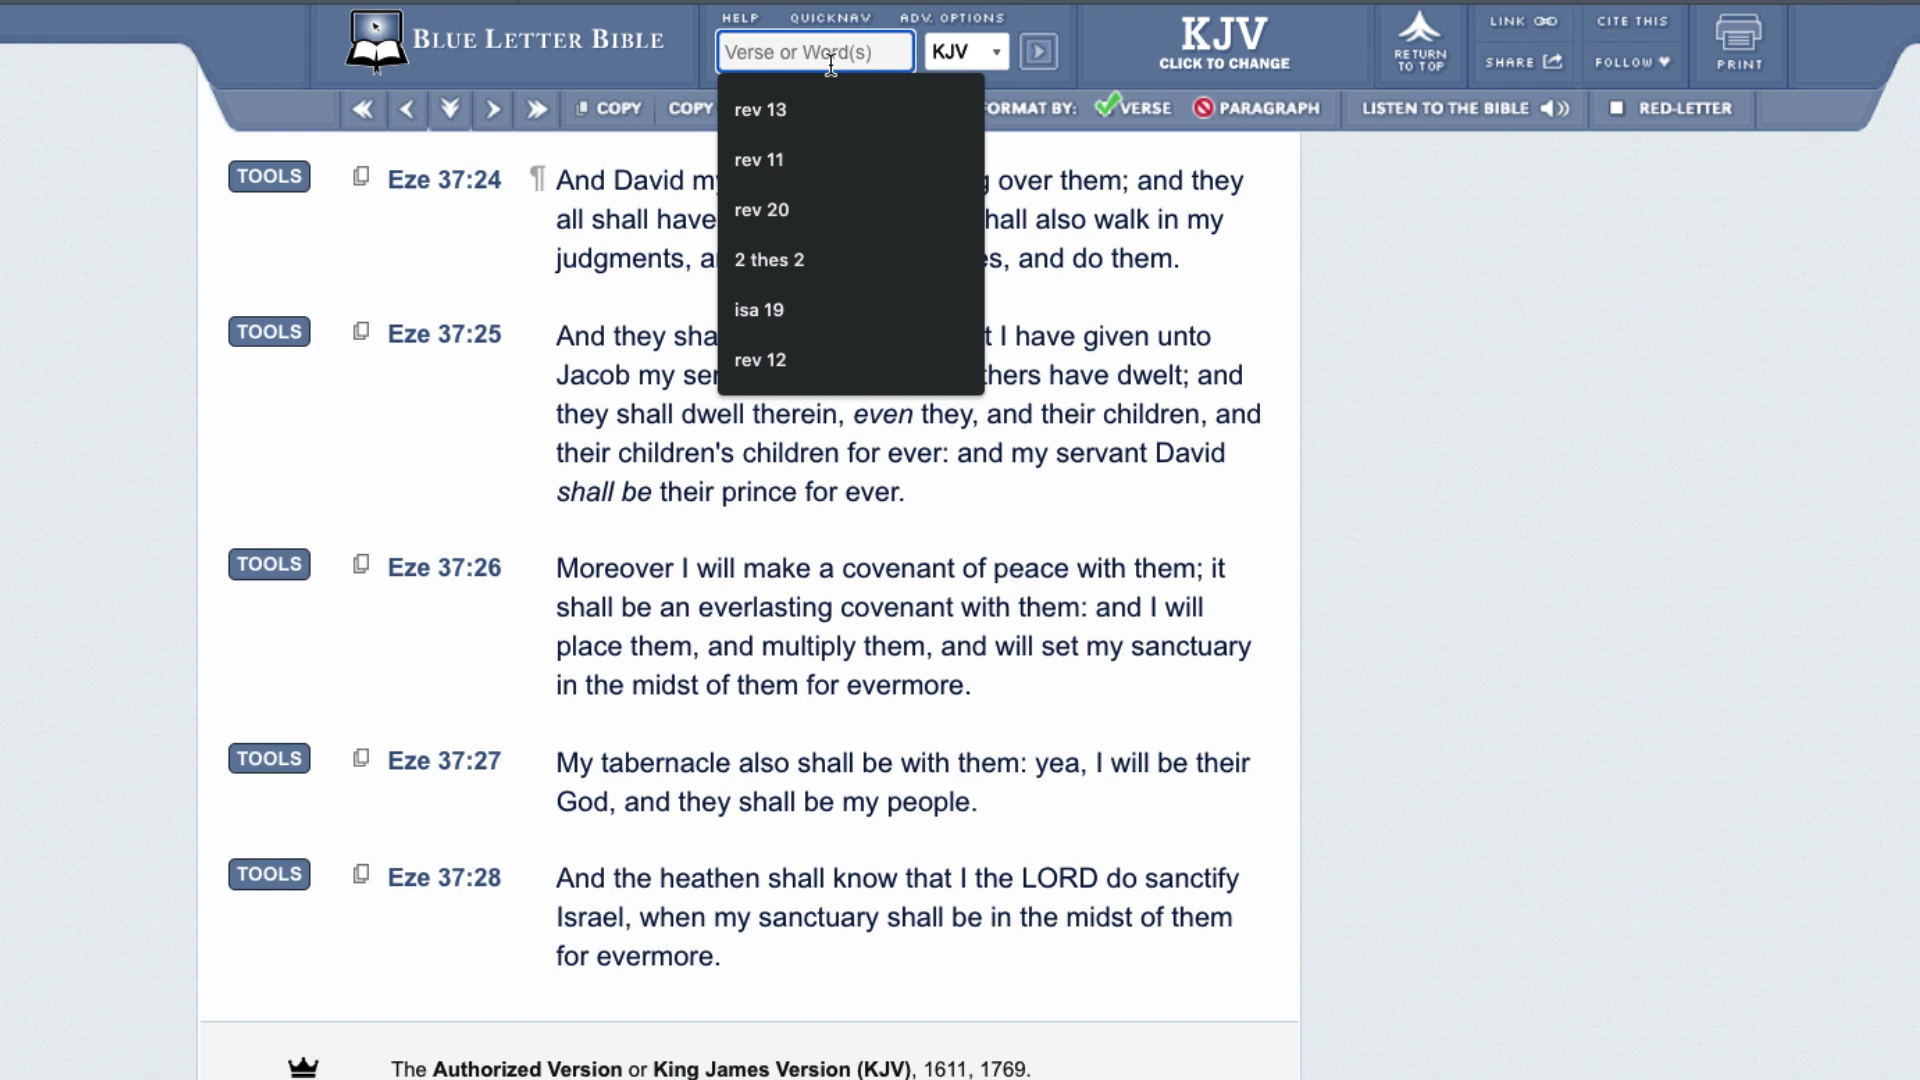 HELP QUICKNAV ADV. OPTIONS
BLUE LETTER BIBLE
Verse or Word(s)
KJV
KJV
CLICK TO CHANGE
RETURN
TO TOP
LINK
CITE THIS
SHARE
FOLLOW
PRINT
COPY
COPY
ORMAT BY:
VERSE
PARAGRAPH
LISTEN TO THE BIBLE
RED-LETTER
rev 13
rev 11
rev 20
2 thes 2
isa 19
rev 12
TOOLS Eze 37:24 ¶ And David my over them; and they
all shall have hall also walk in my
judgments, es, and do them.
TOOLS Eze 37:25 And they sha t I have given unto
Jacob my ser thers have dwelt; and
they shall dwell therein, even they, and their children, and
their children's children for ever: and my servant David
shall be their prince for ever.
TOOLS Eze 37:26 Moreover I will make a covenant of peace with them; it
shall be an everlasting covenant with them: and I will
place them, and multiply them, and will set my sanctuary
in the midst of them for evermore.
TOOLS Eze 37:27 My tabernacle also shall be with them: yea, I will be their
God, and they shall be my people.
TOOLS Eze 37:28 And the heathen shall know that I the LORD do sanctify
Israel, when my sanctuary shall be in the midst of them
for evermore.
The Authorized Version or King James Version (KJV), 1611, 1769.